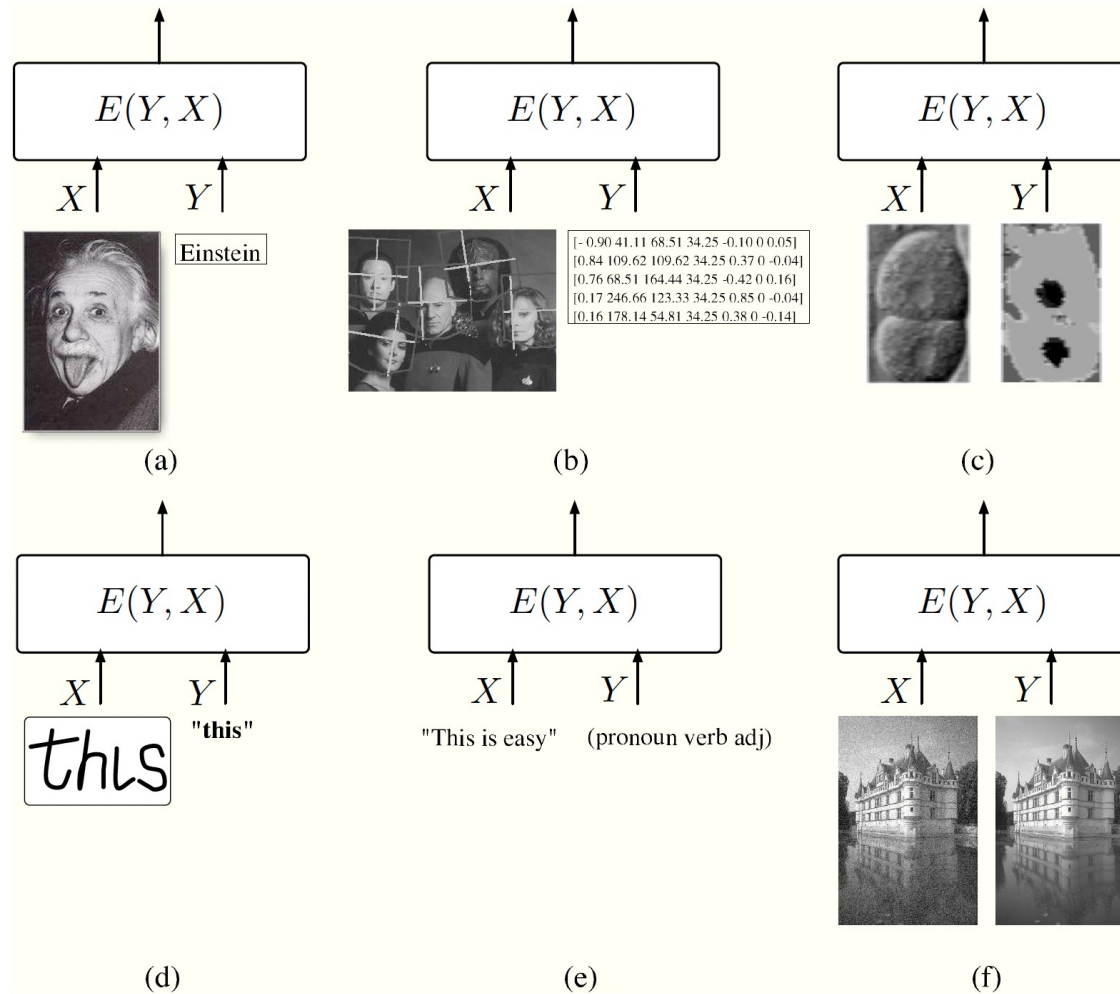 E(Y, X)
X Y
Einstein
(a)
E(Y, X)
X Y
[- 0.90 41.11 68.51 34.25 -0.10 0 0.05]
[0.84 109.62 109.62 34.25 0.37 0 -0.04]
[0.76 68.51 164.44 34.25 -0.42 0 0.16]
[0.17 246.66 123.33 34.25 0.85 0 -0.04]
[0.16 178.14 54.81 34.25 0.38 0 -0.14]
(b)
E(Y, X)
X Y
(c)
E(Y, X)
X Y
this
"this"
(d)
E(Y, X)
X Y
"This is easy" (pronoun verb adj)
(e)
E(Y, X)
X Y
(f)